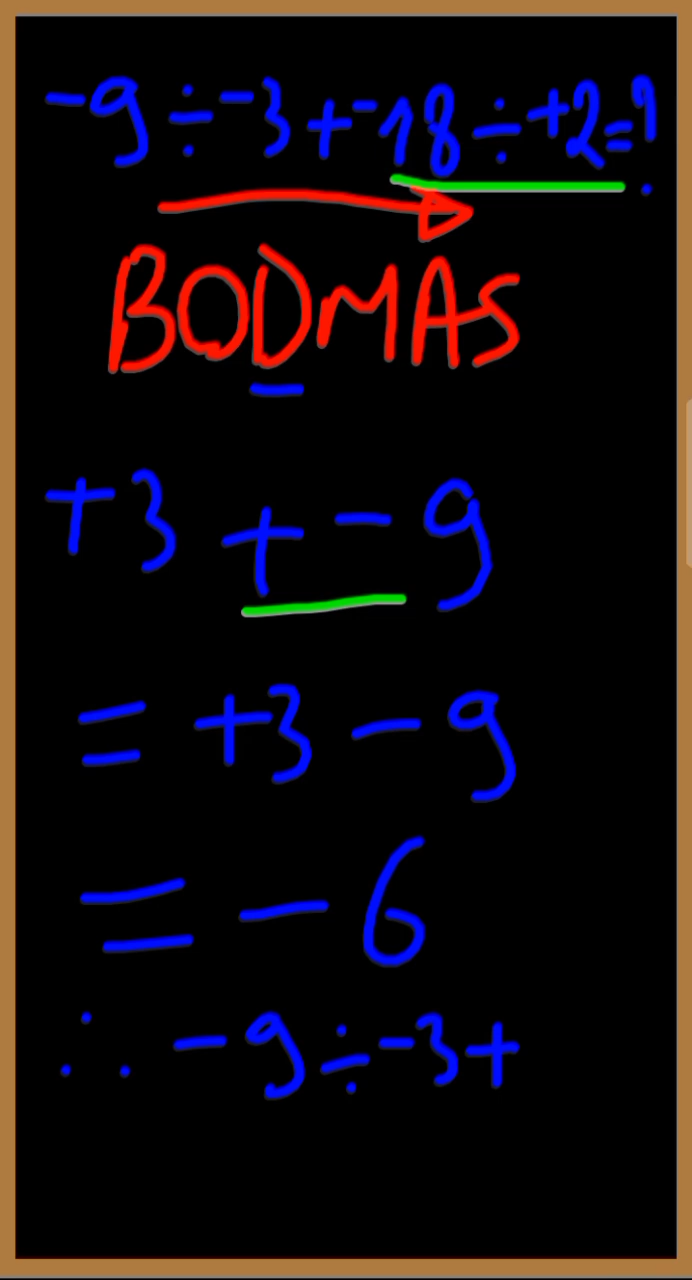 -9÷-3+-18÷+2=?
BODMAS
+3 + -9
= +3 - 9
= -6
∴ -9÷-3+